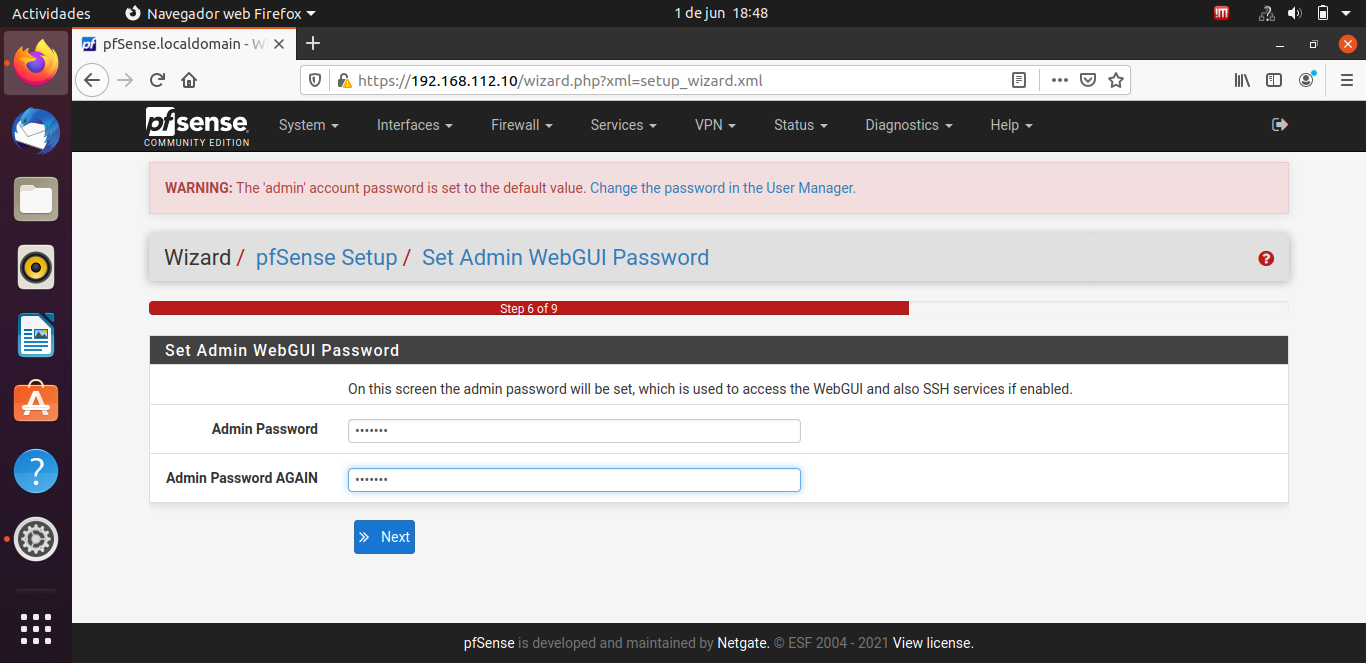 Actividades
Navegador web Firefox
1 de jun 18:48
pfSense.localdomain - W
https://192.168.112.10/wizard.php?xml=setup_wizard.xml
pfsense
COMMUNITY EDITION
System
Interfaces
Firewall
Services
VPN
Status
Diagnostics
Help
WARNING: The 'admin' account password is set to the default value. Change the password in the User Manager.
Wizard / pfSense Setup / Set Admin WebGUI Password
Step 6 of 9
Set Admin WebGUI Password
On this screen the admin password will be set, which is used to access the WebGUI and also SSH services if enabled.
Admin Password •••••••
Admin Password AGAIN •••••••
Next
pfSense is developed and maintained by Netgate. © ESF 2004 - 2021 View license.